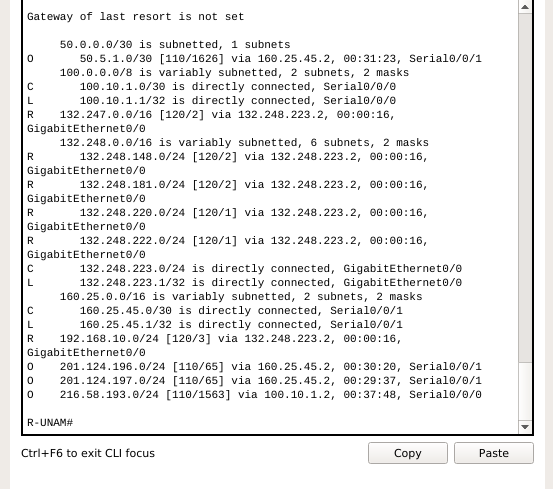 Gateway of last resort is not set
50.0.0.0/30 is subnetted, 1 subnets
O 50.5.1.0/30 [110/1626] via 160.25.45.2, 00:31:23, Serial0/0/1
100.0.0.0/8 is variably subnetted, 2 subnets, 2 masks
C 100.10.1.0/30 is directly connected, Serial0/0/0
L 100.10.1.1/32 is directly connected, Serial0/0/0
R 132.247.0.0/16 [120/2] via 132.248.223.2, 00:00:16,
GigabitEthernet0/0
132.248.0.0/16 is variably subnetted, 6 subnets, 2 masks
R 132.248.148.0/24 [120/2] via 132.248.223.2, 00:00:16,
GigabitEthernet0/0
R 132.248.181.0/24 [120/2] via 132.248.223.2, 00:00:16,
GigabitEthernet0/0
R 132.248.220.0/24 [120/1] via 132.248.223.2, 00:00:16,
GigabitEthernet0/0
R 132.248.222.0/24 [120/1] via 132.248.223.2, 00:00:16,
GigabitEthernet0/0
C 132.248.223.0/24 is directly connected, GigabitEthernet0/0
L 132.248.223.1/32 is directly connected, GigabitEthernet0/0
160.25.0.0/16 is variably subnetted, 2 subnets, 2 masks
C 160.25.45.0/30 is directly connected, Serial0/0/1
L 160.25.45.1/32 is directly connected, Serial0/0/1
R 192.168.10.0/24 [120/3] via 132.248.223.2, 00:00:16,
GigabitEthernet0/0
O 201.124.196.0/24 [110/65] via 160.25.45.2, 00:30:20, Serial0/0/1
O 201.124.197.0/24 [110/65] via 160.25.45.2, 00:29:37, Serial0/0/1
O 216.58.193.0/24 [110/1563] via 100.10.1.2, 00:37:48, Serial0/0/0
R-UNAM#
Ctrl+F6 to exit CLI focus
Copy
Paste